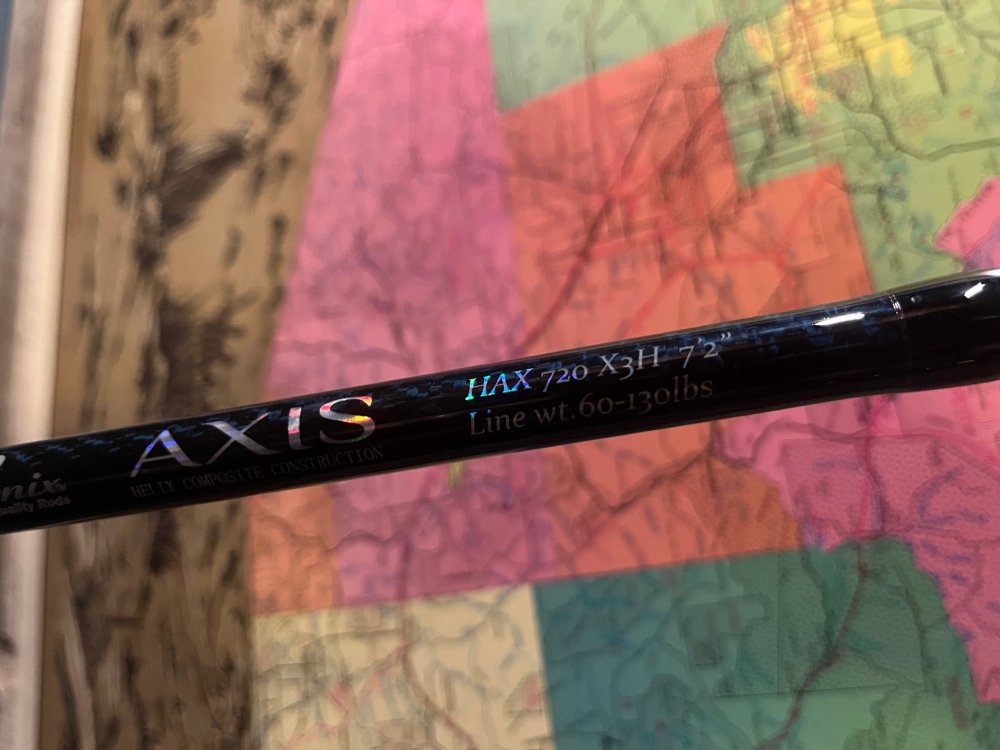 AXIS
HELIX COMPOSITE CONSTRUCTION
HAX 720 X3H 7'2"
Line wt.60-130lbs